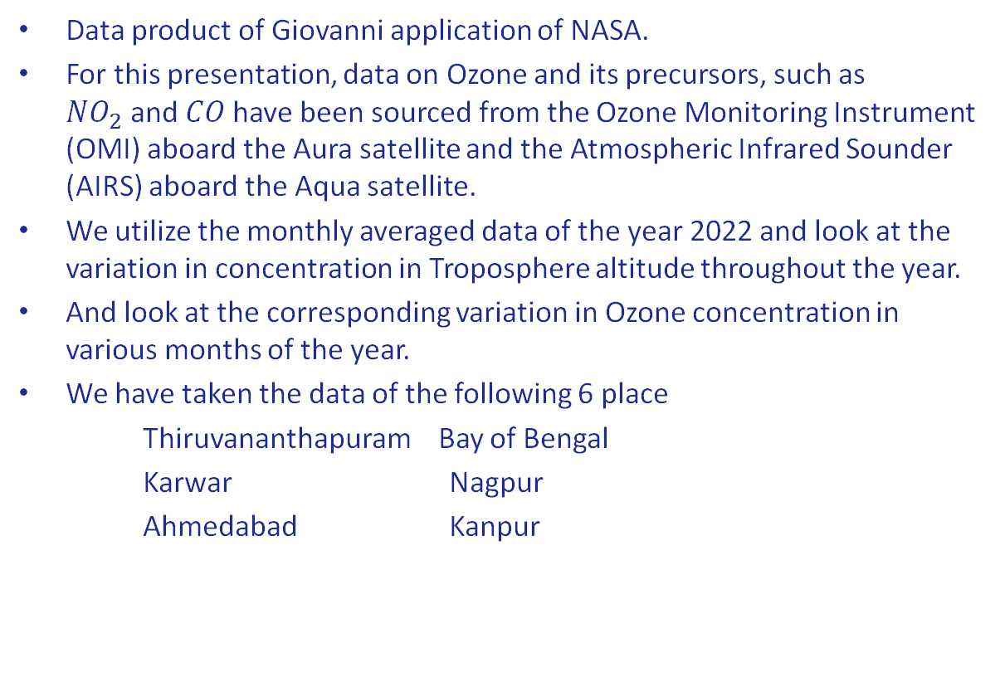 • Data product of Giovanni application of NASA.
• For this presentation, data on Ozone and its precursors, such as
NO₂ and CO have been sourced from the Ozone Monitoring Instrument
(OMI) aboard the Aura satellite and the Atmospheric Infrared Sounder
(AIRS) aboard the Aqua satellite.
• We utilize the monthly averaged data of the year 2022 and look at the
variation in concentration in Troposphere altitude throughout the year.
• And look at the corresponding variation in Ozone concentration in
various months of the year.
• We have taken the data of the following 6 place
Thiruvananthapuram Bay of Bengal
Karwar Nagpur
Ahmedabad Kanpur